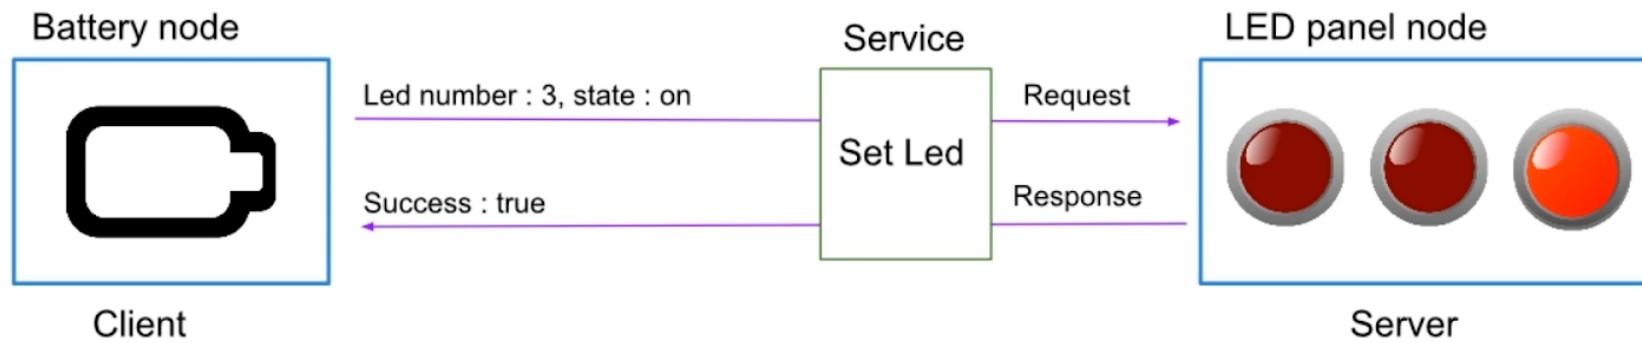 Battery node
Service
LED panel node
Led number : 3, state : on
Request
Set Led
Success : true
Response
Client
Server